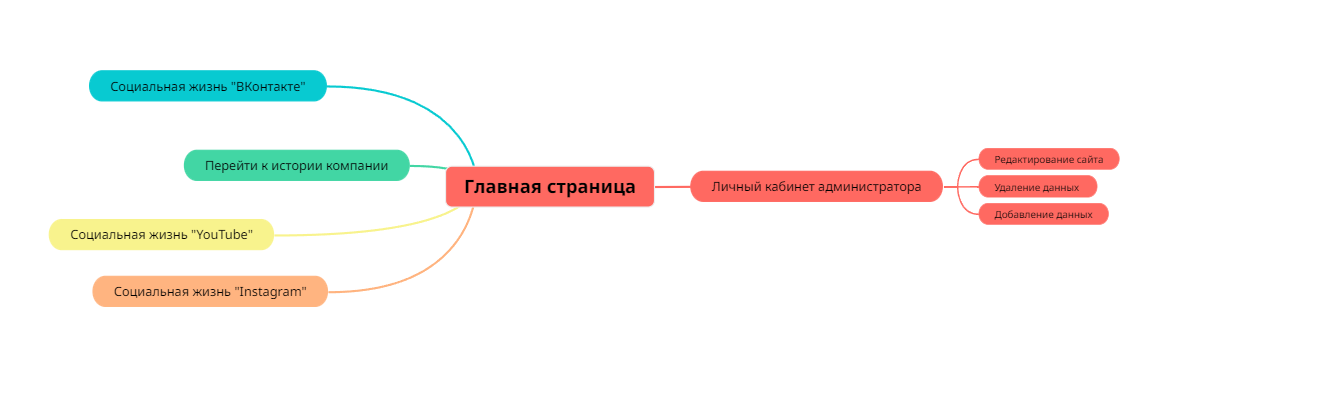 Социальная жизнь "ВКонтакте"
Перейти к истории компании
Социальная жизнь "YouTube"
Социальная жизнь "Instagram"
Главная страница
Личный кабинет администратора
Редактирование сайта
Удаление данных
Добавление данных